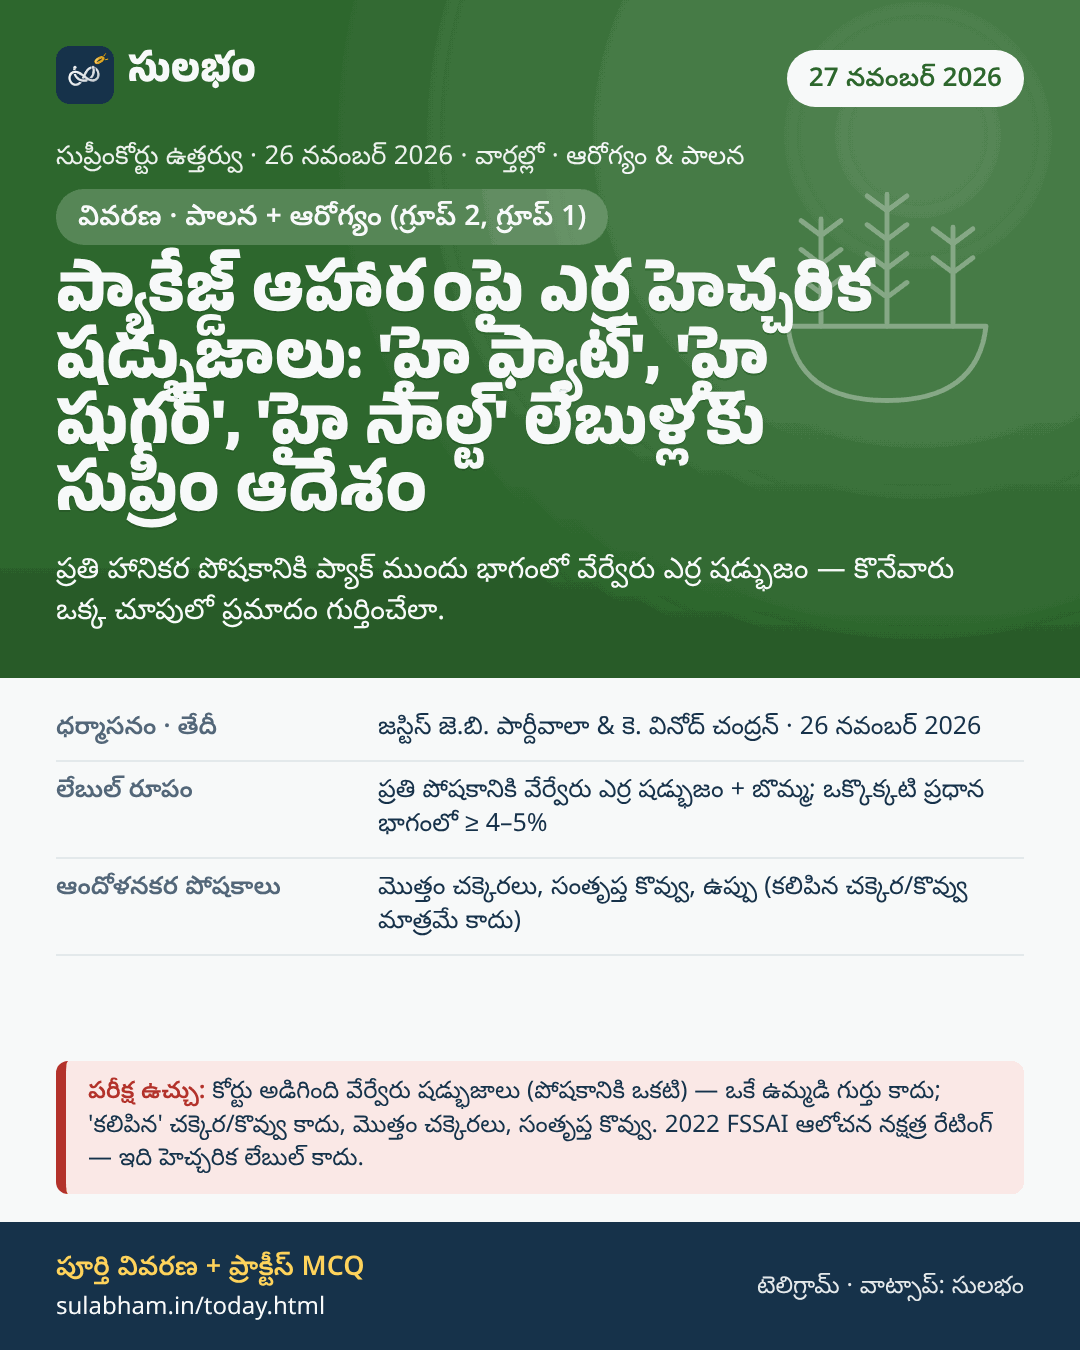 సులభం
27 నవంబర్ 2026
సుప్రీంకోర్టు ఉత్తర్వు · 26 నవంబర్ 2026 · వార్తల్లో · ఆరోగ్యం & పాలన
వివరణ · పాలన + ఆరోగ్యం (గ్రూప్ 2, గ్రూప్ 1)
ప్యాకేజ్డ్ ఆహారంపై ఎర్ర హెచ్చరిక
షడ్భుజాలు: 'హై ఫ్యాట్', 'హై
షుగర్', 'హై సాల్ట్' లేబుళ్లకు
సుప్రీం ఆదేశం
ప్రతి హానికర పోషకానికి ప్యాక్ ముందు భాగంలో వేర్వేరు ఎర్ర షడ్భుజం — కొనేవారు
ఒక్క చూపులో ప్రమాదం గుర్తించేలా.
ధర్మాసనం · తేదీ
జస్టిస్ జె.బి. పార్దీవాలా & కె. వినోద్ చంద్రన్ · 26 నవంబర్ 2026
లేబుల్ రూపం
ప్రతి పోషకానికి వేర్వేరు ఎర్ర షడ్భుజం + బొమ్మ; ఒక్కొక్కటి ప్రధాన
భాగంలో ≥ 4–5%
ఆందోళనకర పోషకాలు
మొత్తం చక్కెరలు, సంతృప్త కొవ్వు, ఉప్పు (కలిపిన చక్కెర/కొవ్వు
మాత్రమే కాదు)
పరీక్ష ఉచ్చు: కోర్టు అడిగింది వేర్వేరు షడ్భుజాలు (పోషకానికి ఒకటి) — ఒకే ఉమ్మడి గుర్తు కాదు;
'కలిపిన' చక్కెర/కొవ్వు కాదు, మొత్తం చక్కెరలు, సంతృప్త కొవ్వు. 2022 FSSAI ఆలోచన నక్షత్ర రేటింగ్
— ఇది హెచ్చరిక లేబుల్ కాదు.
పూర్తి వివరణ + ప్రాక్టీస్ MCQ
sulabham.in/today.html
టెలిగ్రామ్ · వాట్సాప్: సులభం